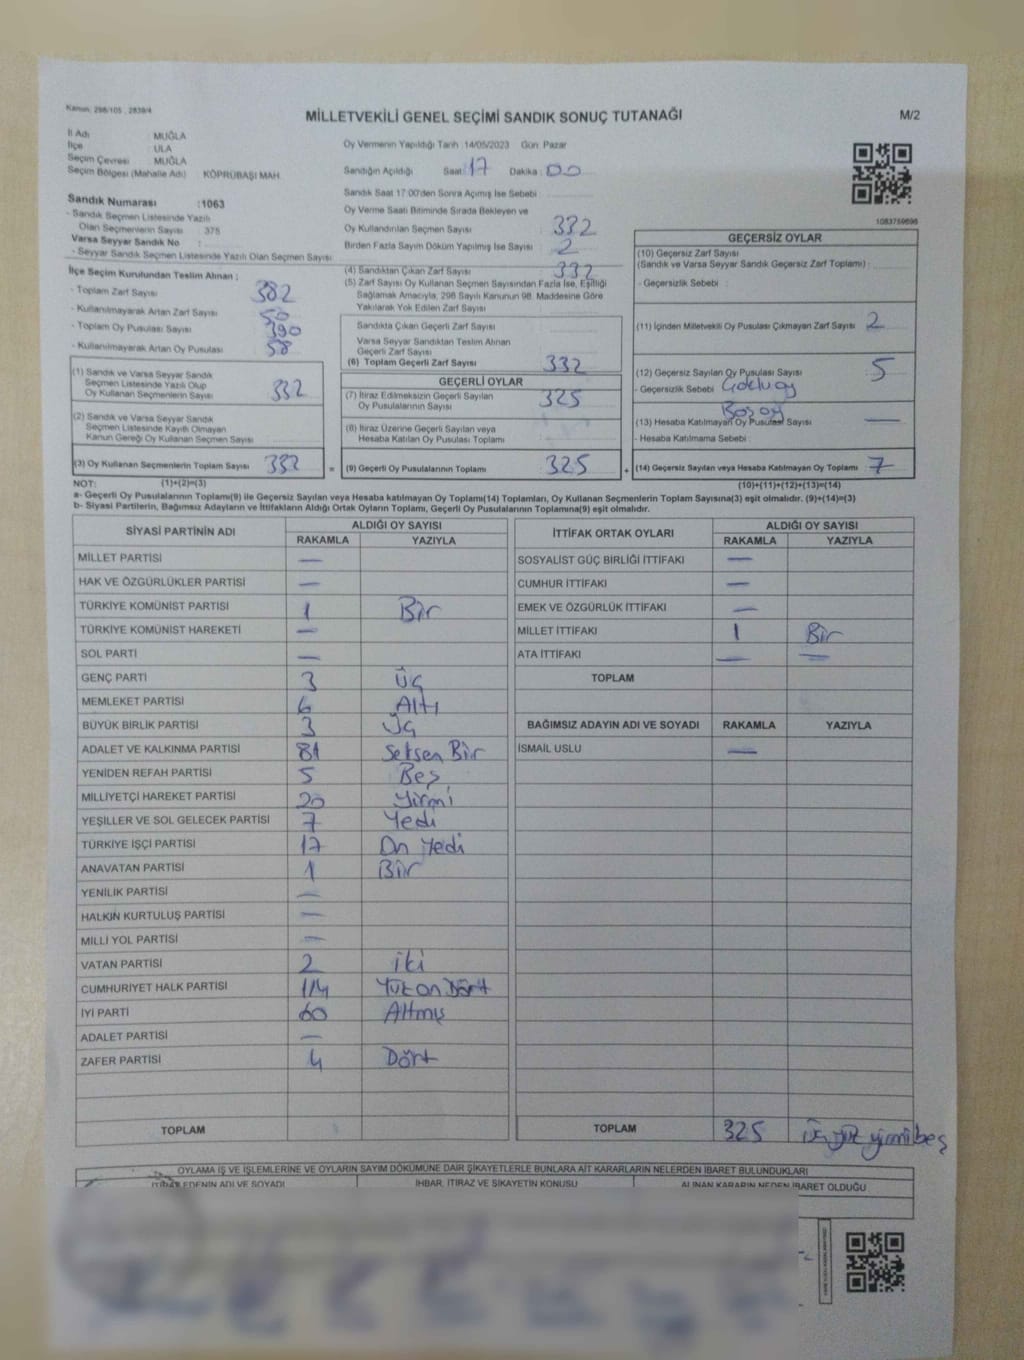 Kanun, 298/105 , 2839/4
MİLLETVEKİLİ GENEL SEÇİMİ SANDIK SONUÇ TUTANAĞI
M/2
İl Adı : MUĞLA
İlçe : ULA
Seçim Çevresi : MUĞLA
Seçim Bölgesi (Mahalle Adı) : KÖPRÜBAŞI MAH.
Sandık Numarası :1063
- Sandık Seçmen Listesinde Yazılı
Olan Seçmenlerin Sayısı : 375
Varsa Seyyar Sandık No :
- Seyyar Sandık Seçmen Listesinde Yazılı Olan Seçmen Sayısı
İlçe Seçim Kurulundan Teslim Alınan :
- Toplam Zarf Sayısı 382
- Kullanılmayarak Artan Zarf Sayısı 50
- Toplam Oy Pusulası Sayısı 390
- Kullanılmayarak Artan Oy Pusulası 58
(1) Sandık ve Varsa Seyyar Sandık
Seçmen Listesinde Yazılı Olup
Oy Kullanan Seçmenlerin Sayısı 332
(2) Sandık ve Varsa Seyyar Sandık
Seçmen Listesinde Kayıtlı Olmayan
Kanun Gereği Oy Kullanan Seçmen Sayısı
(3) Oy Kullanan Seçmenlerin Toplam Sayısı 332
Oy Vermenin Yapıldığı Tarih :14/05/2023 Gün: Pazar
Sandığın Açıldığı Saat: 17 Dakika : 00
Sandık Saat 17:00'den Sonra Açımış İse Sebebi :
Oy Verme Saati Bitiminde Sırada Bekleyen ve
Oy Kullandırılan Seçmen Sayısı : 332
Birden Fazla Sayım Döküm Yapılmış İse Sayısı : 2
(4) Sandıktan Çıkan Zarf Sayısı : 332
(5) Zarf Sayısı Oy Kullanan Seçmen Sayısından Fazla İse, Eşitliği
Sağlamak Amacıyla, 298 Sayılı Kanunun 98. Maddesine Göre
Yakılarak Yok Edilen Zarf Sayısı
Sandıkta Çıkan Geçerli Zarf Sayısı :
Varsa Seyyar Sandıktan Teslim Alınan
Geçerli Zarf Sayısı
(6) Toplam Geçerli Zarf Sayısı 332
GEÇERLİ OYLAR
(7) İtiraz Edilmeksizin Geçerli Sayılan
Oy Pusulalarının Sayısı 325
(8) İtiraz Üzerine Geçerli Sayılan veya
Hesaba Katılan Oy Pusulası Toplamı
= (9) Geçerli Oy Pusulalarının Toplamı 325
1083759696
GEÇERSİZ OYLAR
(10) Geçersiz Zarf Sayısı
(Sandık ve Varsa Seyyar Sandık Geçersiz Zarf Toplamı) :
- Geçersizlik Sebebi :
(11) İçinden Milletvekili Oy Pusulası Çıkmayan Zarf Sayısı 2
(12) Geçersiz Sayılan Oy Pusulası Sayısı 5
- Geçersizlik Sebebi : Çoklu oy
Boş oy
(13) Hesaba Katılmayan Oy Pusulası Sayısı —
- Hesaba Katılmama Sebebi :
+ (14) Geçersiz Sayılan veya Hesaba Katılmayan Oy Toplamı 7
NOT: (1)+(2)=(3) (10)+(11)+(12)+(13)=(14)
a- Geçerli Oy Pusulalarının Toplamı(9) ile Geçersiz Sayılan veya Hesaba katılmayan Oy Toplamı(14) Toplamları, Oy Kullanan Seçmenlerin Toplam Sayısına(3) eşit olmalıdır. (9)+(14)=(3)
b- Siyasi Partilerin, Bağımsız Adayların ve İttifakların Aldığı Ortak Oyların Toplamı, Geçerli Oy Pusulalarının Toplamına(9) eşit olmalıdır.
SİYASİ PARTİNİN ADI ALDIĞI OY SAYISI
RAKAMLA YAZIYLA
MİLLET PARTİSİ —
HAK VE ÖZGÜRLÜKLER PARTİSİ —
TÜRKİYE KOMÜNİST PARTİSİ 1 Bir
TÜRKİYE KOMÜNİST HAREKETİ —
SOL PARTİ —
GENÇ PARTİ 3 Üç
MEMLEKET PARTİSİ 6 Altı
BÜYÜK BİRLİK PARTİSİ 3 Üç
ADALET VE KALKINMA PARTİSİ 81 Seksen Bir
YENİDEN REFAH PARTİSİ 5 Beş
MİLLİYETÇİ HAREKET PARTİSİ 20 Yirmi
YEŞİLLER VE SOL GELECEK PARTİSİ 7 Yedi
TÜRKİYE İŞÇİ PARTİSİ 17 On Yedi
ANAVATAN PARTİSİ 1 Bir
YENİLİK PARTİSİ —
HALKIN KURTULUŞ PARTİSİ —
MİLLİ YOL PARTİSİ —
VATAN PARTİSİ 2 iki
CUMHURİYET HALK PARTİSİ 114 Yüz on Dört
İYİ PARTİ 60 Altmış
ADALET PARTİSİ —
ZAFER PARTİSİ 4 Dört
TOPLAM
İTTİFAK ORTAK OYLARI ALDIĞI OY SAYISI
RAKAMLA YAZIYLA
SOSYALİST GÜÇ BİRLİĞİ İTTİFAKI —
CUMHUR İTTİFAKI —
EMEK VE ÖZGÜRLÜK İTTİFAKI —
MİLLET İTTİFAKI 1 Bir
ATA İTTİFAKI — —
TOPLAM
BAĞIMSIZ ADAYIN ADI VE SOYADI RAKAMLA YAZIYLA
İSMAİL USLU —
TOPLAM 325 üç yüz yirmi beş
OYLAMA İŞ VE İŞLEMLERİNE VE OYLARIN SAYIM DÖKÜMÜNE DAİR ŞİKAYETLERLE BUNLARA AİT KARARLARIN NELERDEN İBARET BULUNDUKLARI
İTİRAZ EDENİN ADI VE SOYADI İHBAR, İTİRAZ VE ŞİKAYETİN KONUSU ALINAN KARARIN NEDEN İBARET OLDUĞU